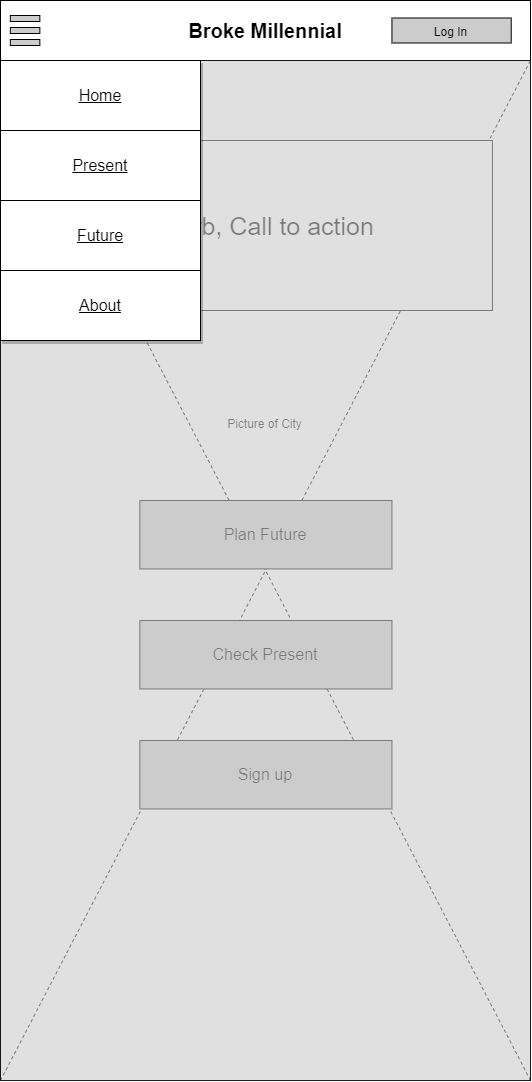 Broke Millennial
Log In
Home
Present
Future
About
Call to action
Picture of City
Plan Future
Check Present
Sign up